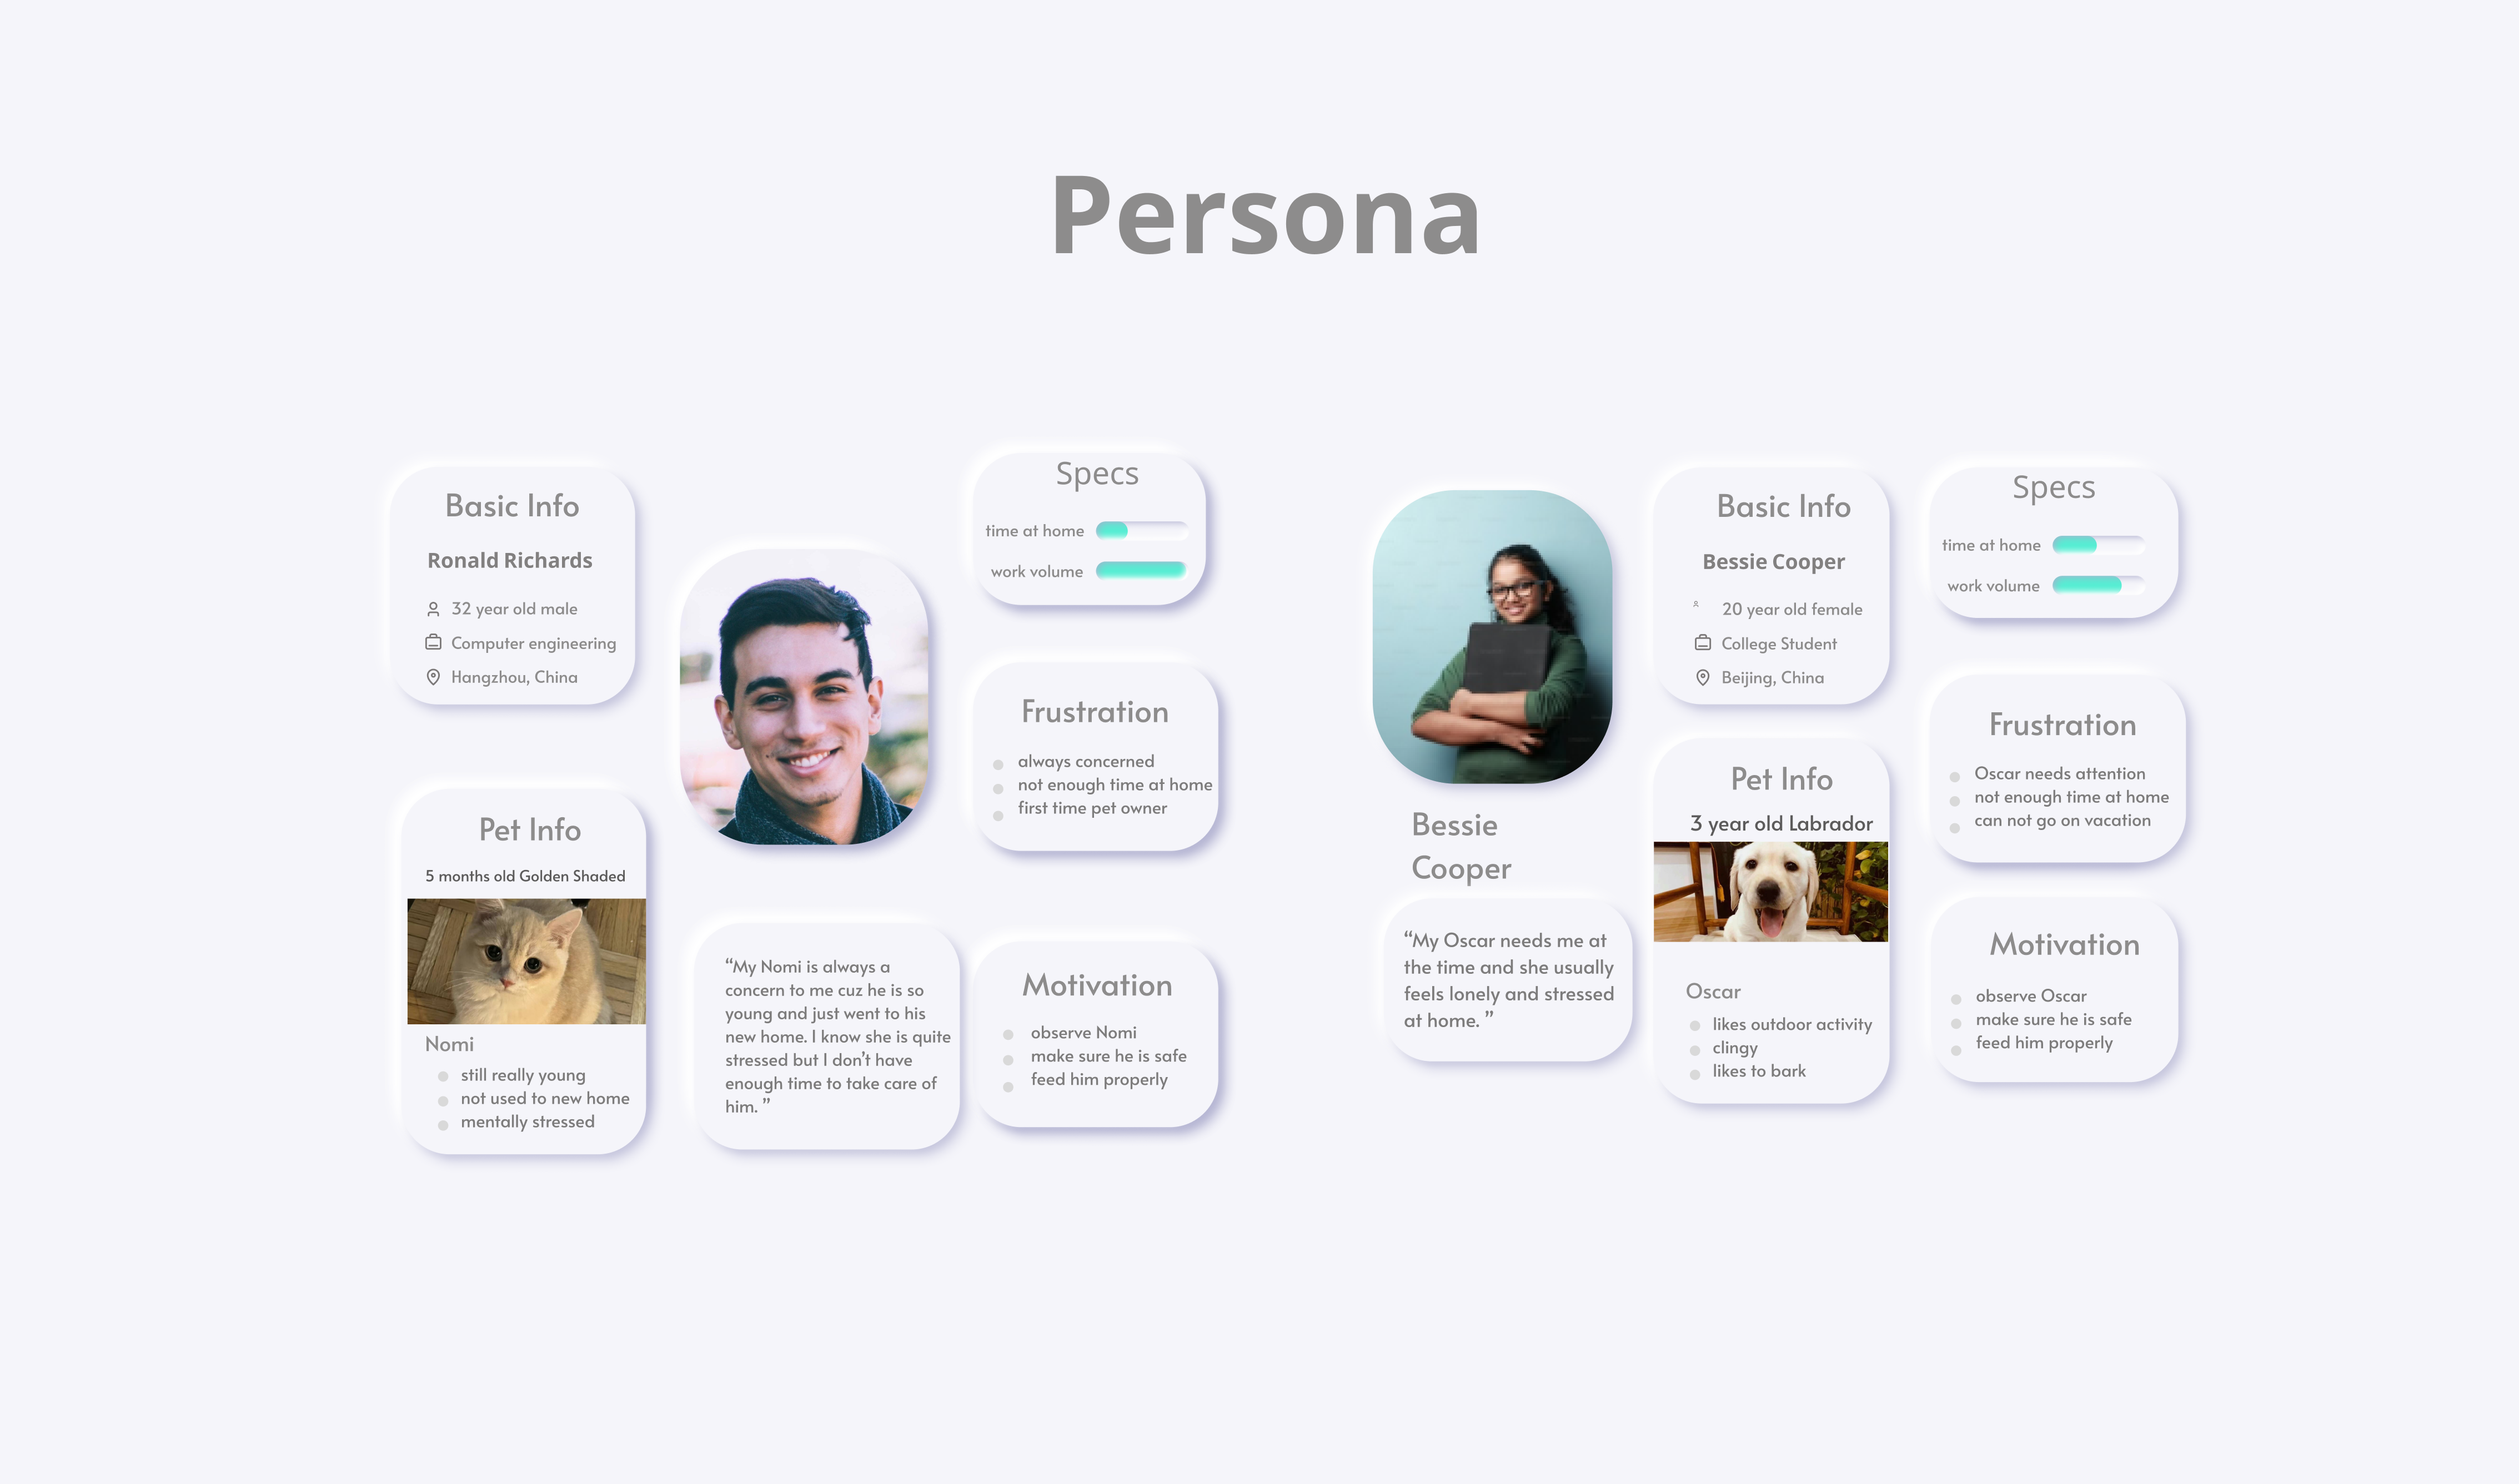 Persona
Basic Info
Ronald Richards
32 year old male
Computer engineering
Hangzhou, China
Pet Info
5 months old Golden Shaded
Nomi
still really young
not used to new home
mentally stressed
“My Nomi is always a
concern to me cuz he is so
young and just went to his
new home. I know she is quite
stressed but I don’t have
enough time to take care of
him. ”
Specs
time at home
work volume
Frustration
always concerned
not enough time at home
first time pet owner
Motivation
observe Nomi
make sure he is safe
feed him properly
Bessie
Cooper
“My Oscar needs me at
the time and she usually
feels lonely and stressed
at home. ”
Basic Info
Bessie Cooper
20 year old female
College Student
Beijing, China
Pet Info
3 year old Labrador
Oscar
likes outdoor activity
clingy
likes to bark
Specs
time at home
work volume
Frustration
Oscar needs attention
not enough time at home
can not go on vacation
Motivation
observe Oscar
make sure he is safe
feed him properly